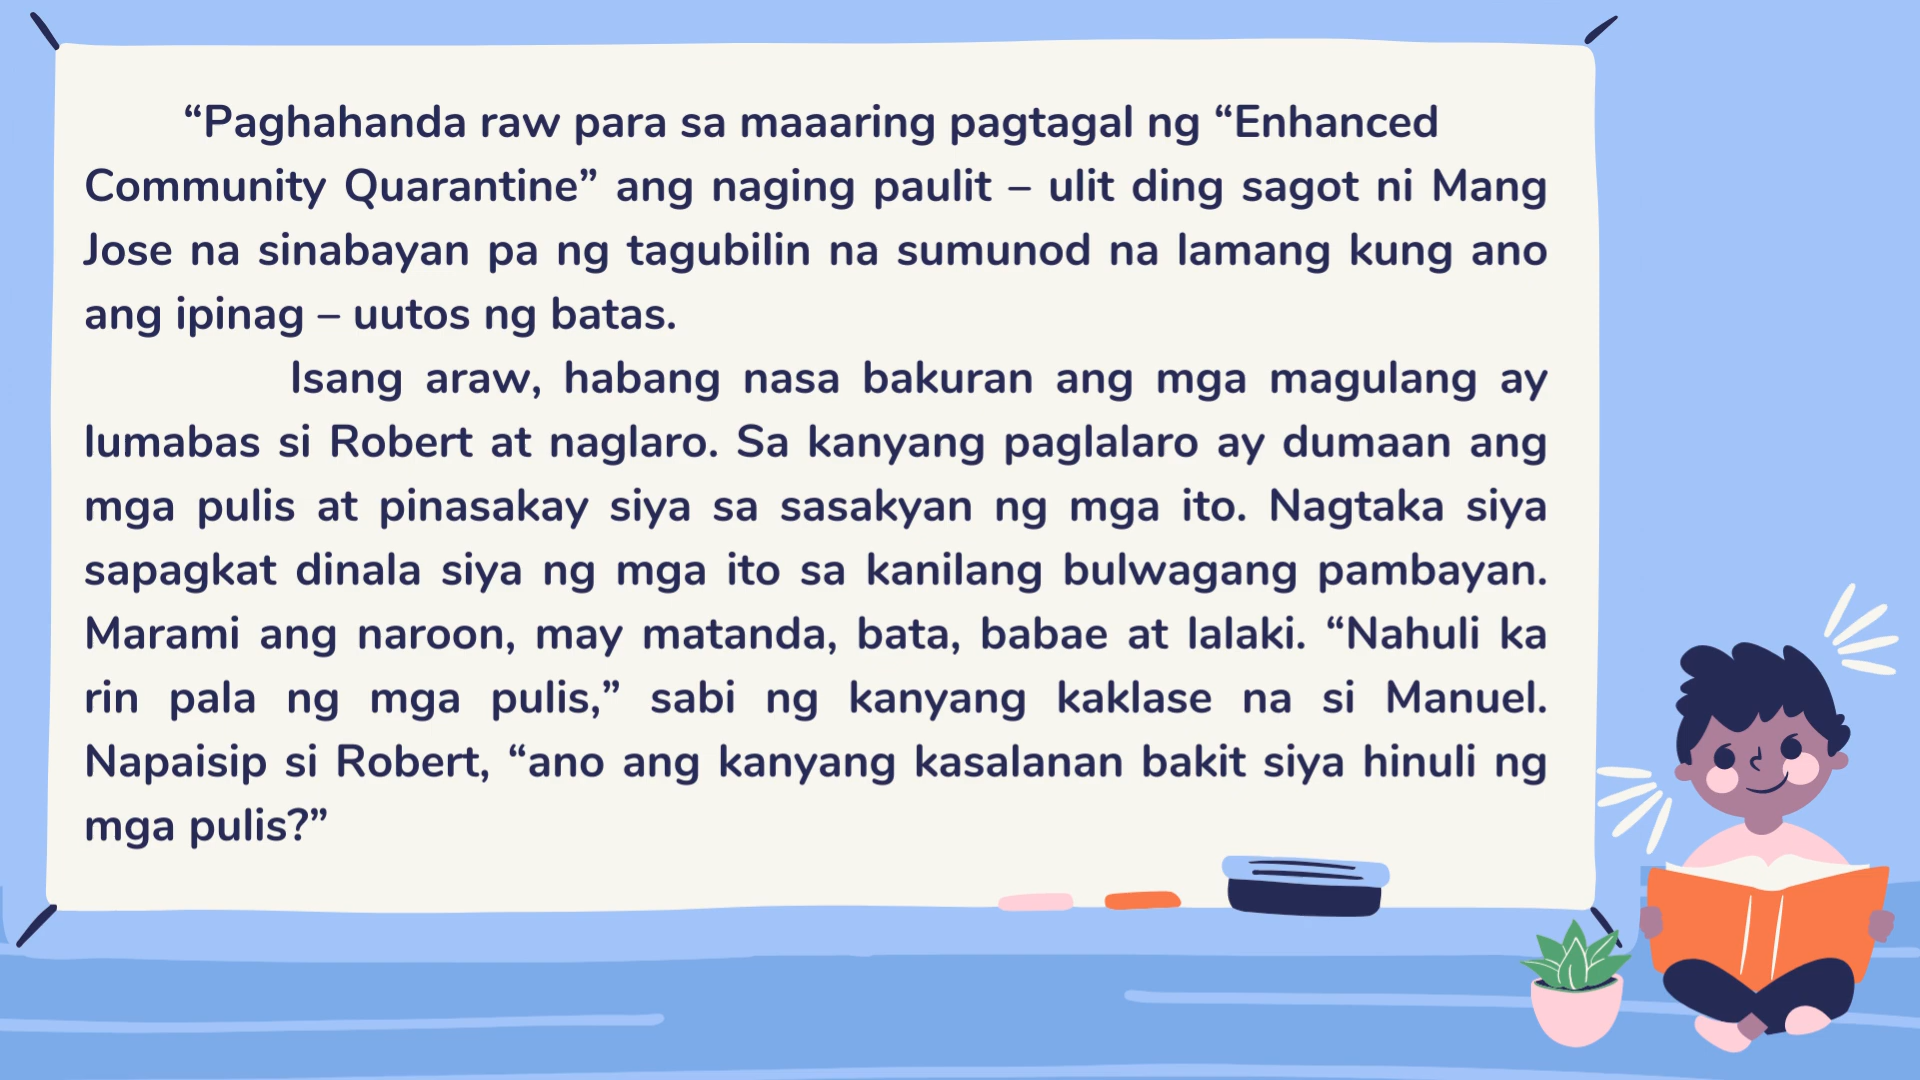 “Paghahanda raw para sa maaaring pagtagal ng “Enhanced
Community Quarantine” ang naging paulit – ulit ding sagot ni Mang
Jose na sinabayan pa ng tagubilin na sumunod na lamang kung ano
ang ipinag – uutos ng batas.
Isang araw, habang nasa bakuran ang mga magulang ay
lumabas si Robert at naglaro. Sa kanyang paglalaro ay dumaan ang
mga pulis at pinasakay siya sa sasakyan ng mga ito. Nagtaka siya
sapagkat dinala siya ng mga ito sa kanilang bulwagang pambayan.
Marami ang naroon, may matanda, bata, babae at lalaki. “Nahuli ka
rin pala ng mga pulis,” sabi ng kanyang kaklase na si Manuel.
Napaisip si Robert, “ano ang kanyang kasalanan bakit siya hinuli ng
mga pulis?”